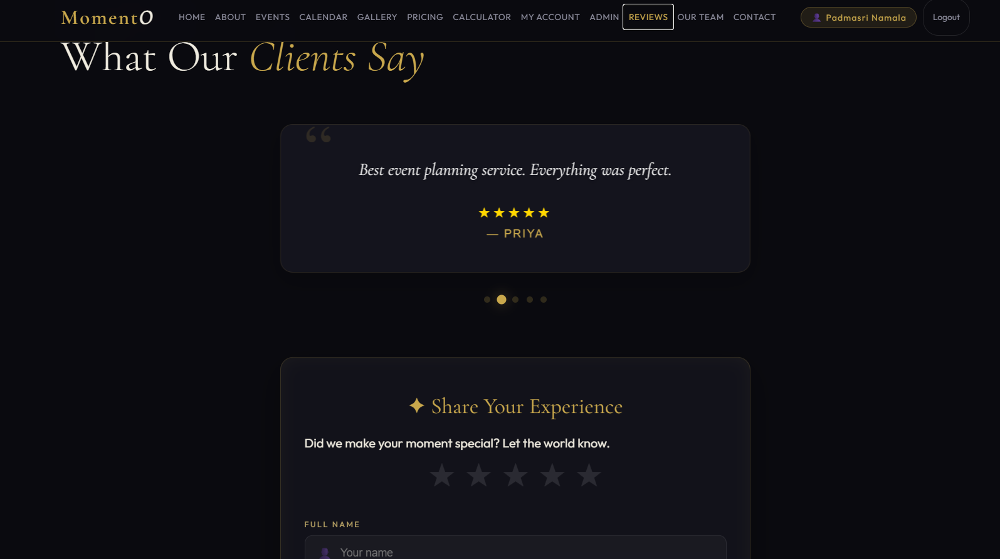 MomentO HOME ABOUT EVENTS CALENDAR GALLERY PRICING CALCULATOR MY ACCOUNT ADMIN REVIEWS OUR TEAM CONTACT Padmasri Namala Logout
What Our Clients Say
“
Best event planning service. Everything was perfect.
★★★★★
— PRIYA
✦ Share Your Experience
Did we make your moment special? Let the world know.
★ ★ ★ ★ ★
FULL NAME
Your name